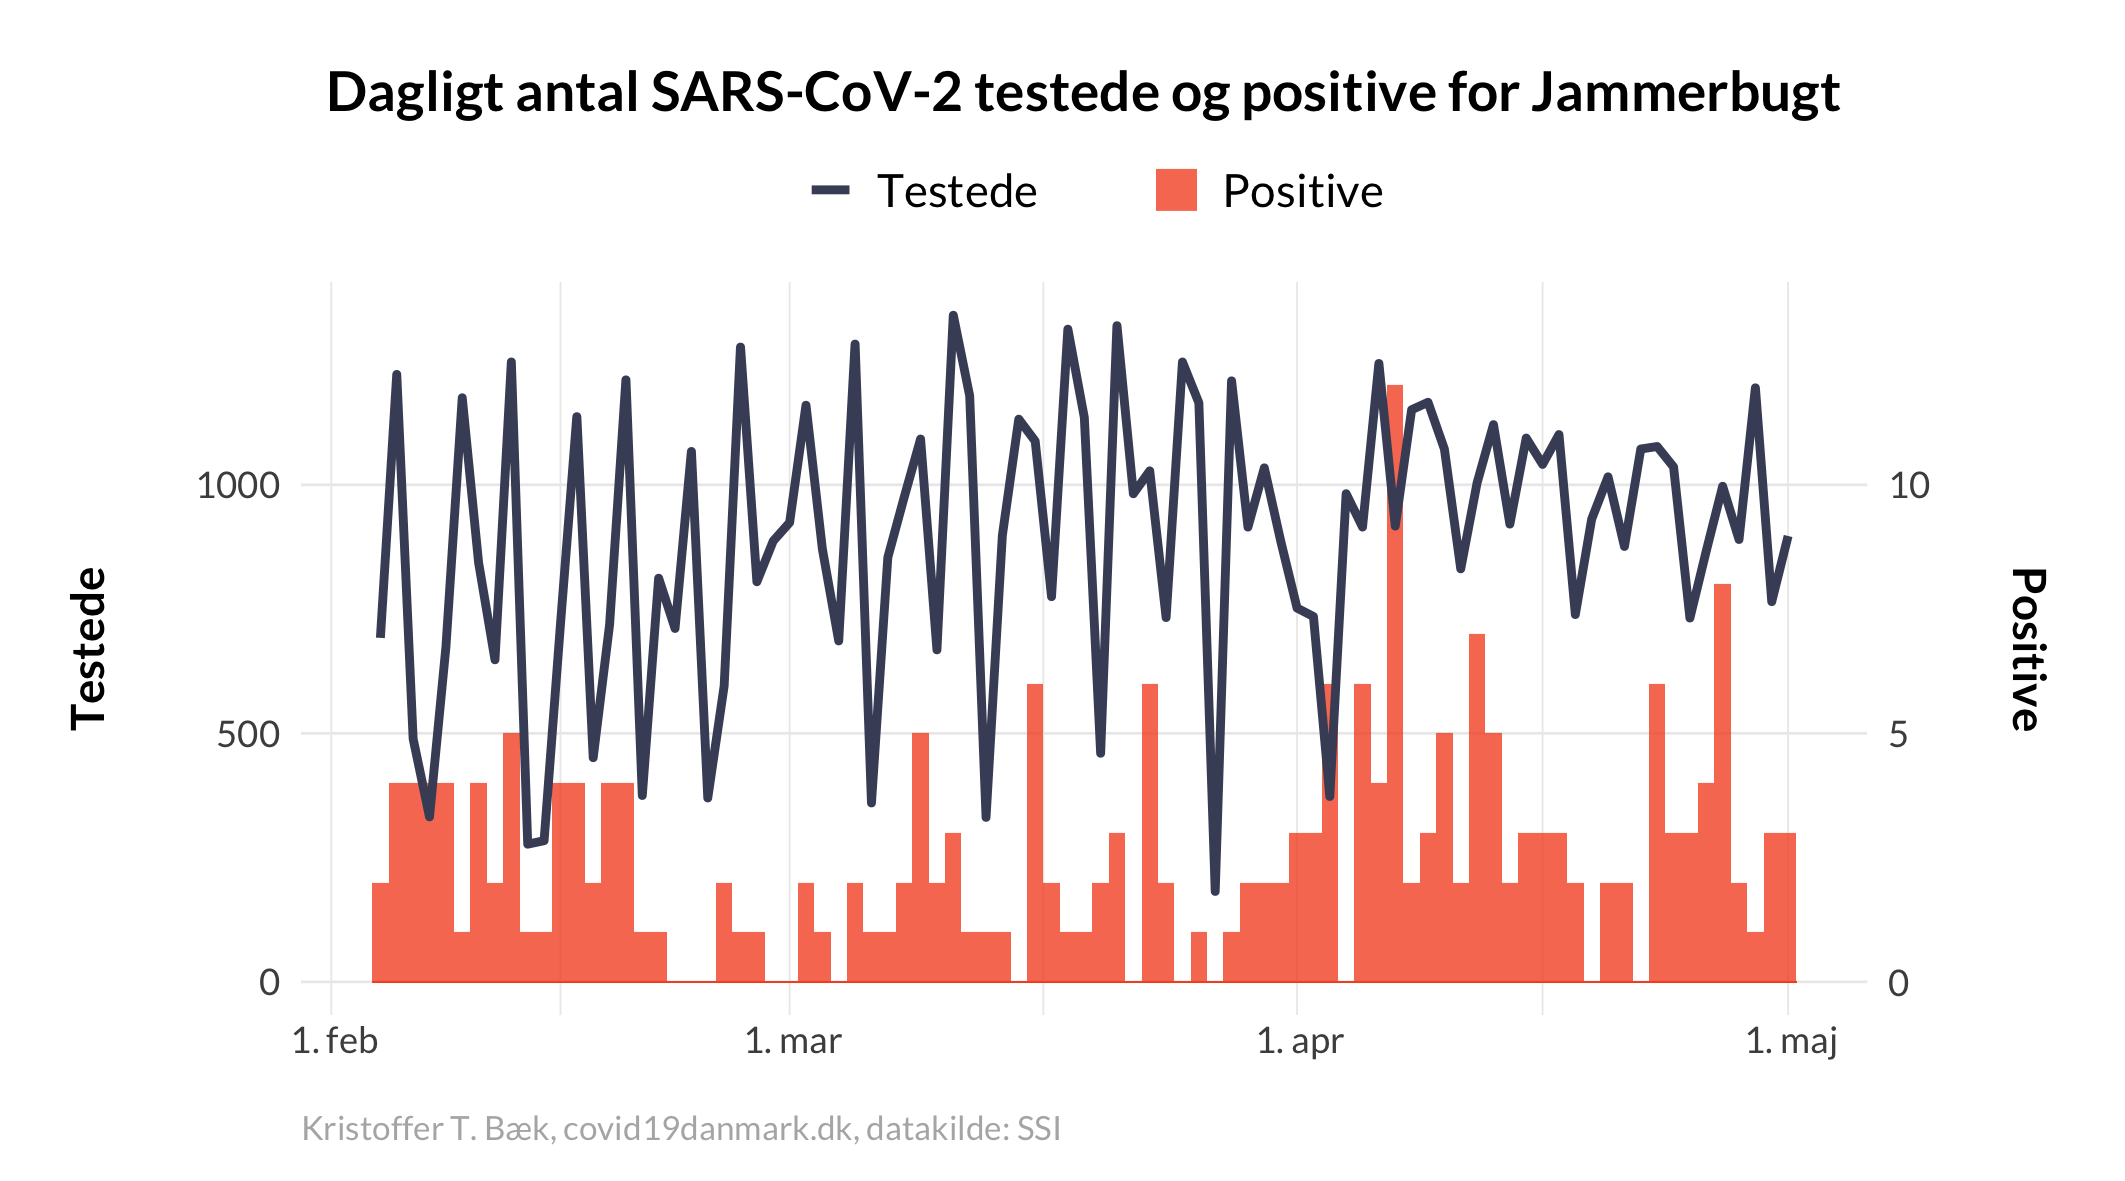 Dagligt antal SARS-CoV-2 testede og positive for Jammerbugt
Testede
Positive
Testede
1000
500
0
10
5
0
Positive
1. feb
1. mar
1. apr
1. maj
Kristoffer T. Bæk, covid19danmark.dk, datakilde: SSI